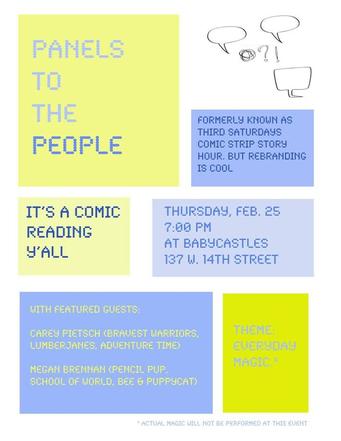 PANELS
TO
THE
PEOPLE
?!
FORMERLY KNOWN AS
THIRD SATURDAYS
COMIC STRIP STORY
HOUR. BUT REBRANDING
IS COOL
IT'S A COMIC
READING
Y'ALL
THURSDAY, FEB. 25
7:00 PM
AT BABYCASTLES
137 W. 14TH STREET
WITH FEATURED GUESTS:
CAREY PIETSCH (BRAVEST WARRIORS,
LUMBERJANES, ADVENTURE TIME)
MEGAN BRENNAN (PENCIL PUP,
SCHOOL OF WORLD, BEE & PUPPYCAT)
THEME:
EVERYDAY
MAGIC.*
* ACTUAL MAGIC WILL NOT BE PERFORMED AT THIS EVENT